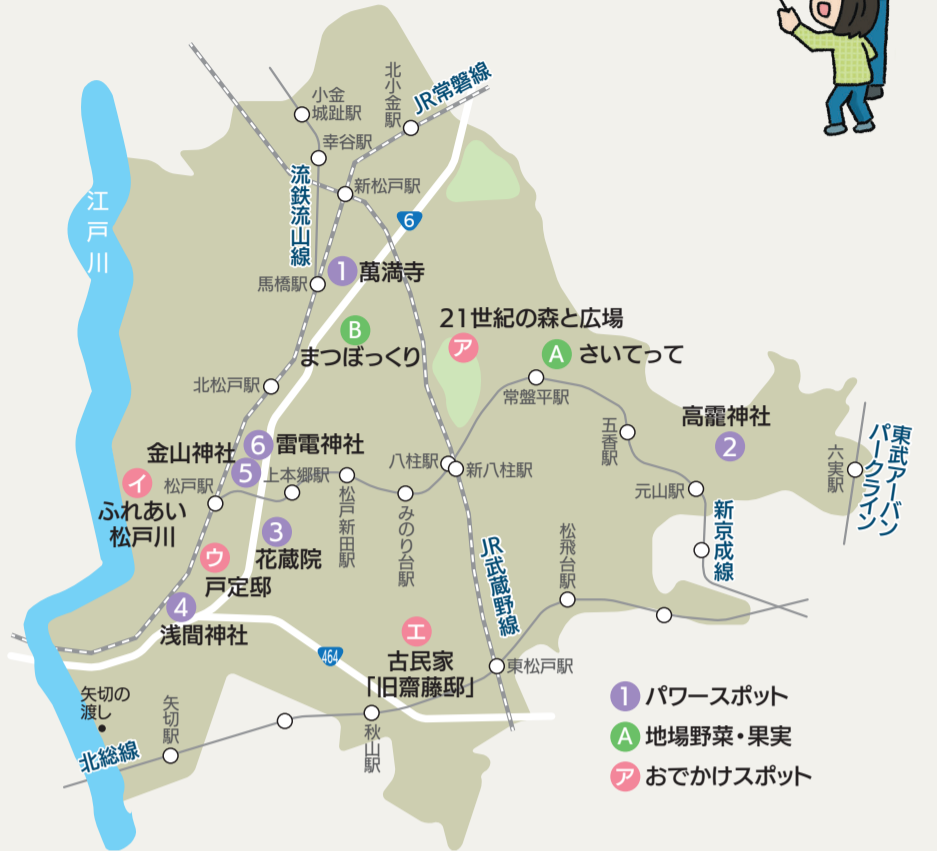 北小金駅
JR常磐線
小金
城趾駅
幸谷駅
流鉄流山線
新松戸駅
6
江戸川
1 萬満寺
馬橋駅
21世紀の森と広場
ア
B
まつぼっくり
A さいてって
常盤平駅
北松戸駅
高龗神社
2
五香駅
東武アーバン
パークライン
六実駅
6 雷電神社
金山神社
5
上本郷駅
八柱駅
新八柱駅
イ
松戸駅
ふれあい
松戸川
松戸新田駅
みのり台駅
元山駅
新京成線
3
花蔵院
JR武蔵野線
松飛台駅
ウ
戸定邸
4
浅間神社
エ
古民家
「旧齋藤邸」
464
東松戸駅
矢切の
渡し
矢切駅
秋山駅
北総線
1 パワースポット
A 地場野菜・果実
ア おでかけスポット